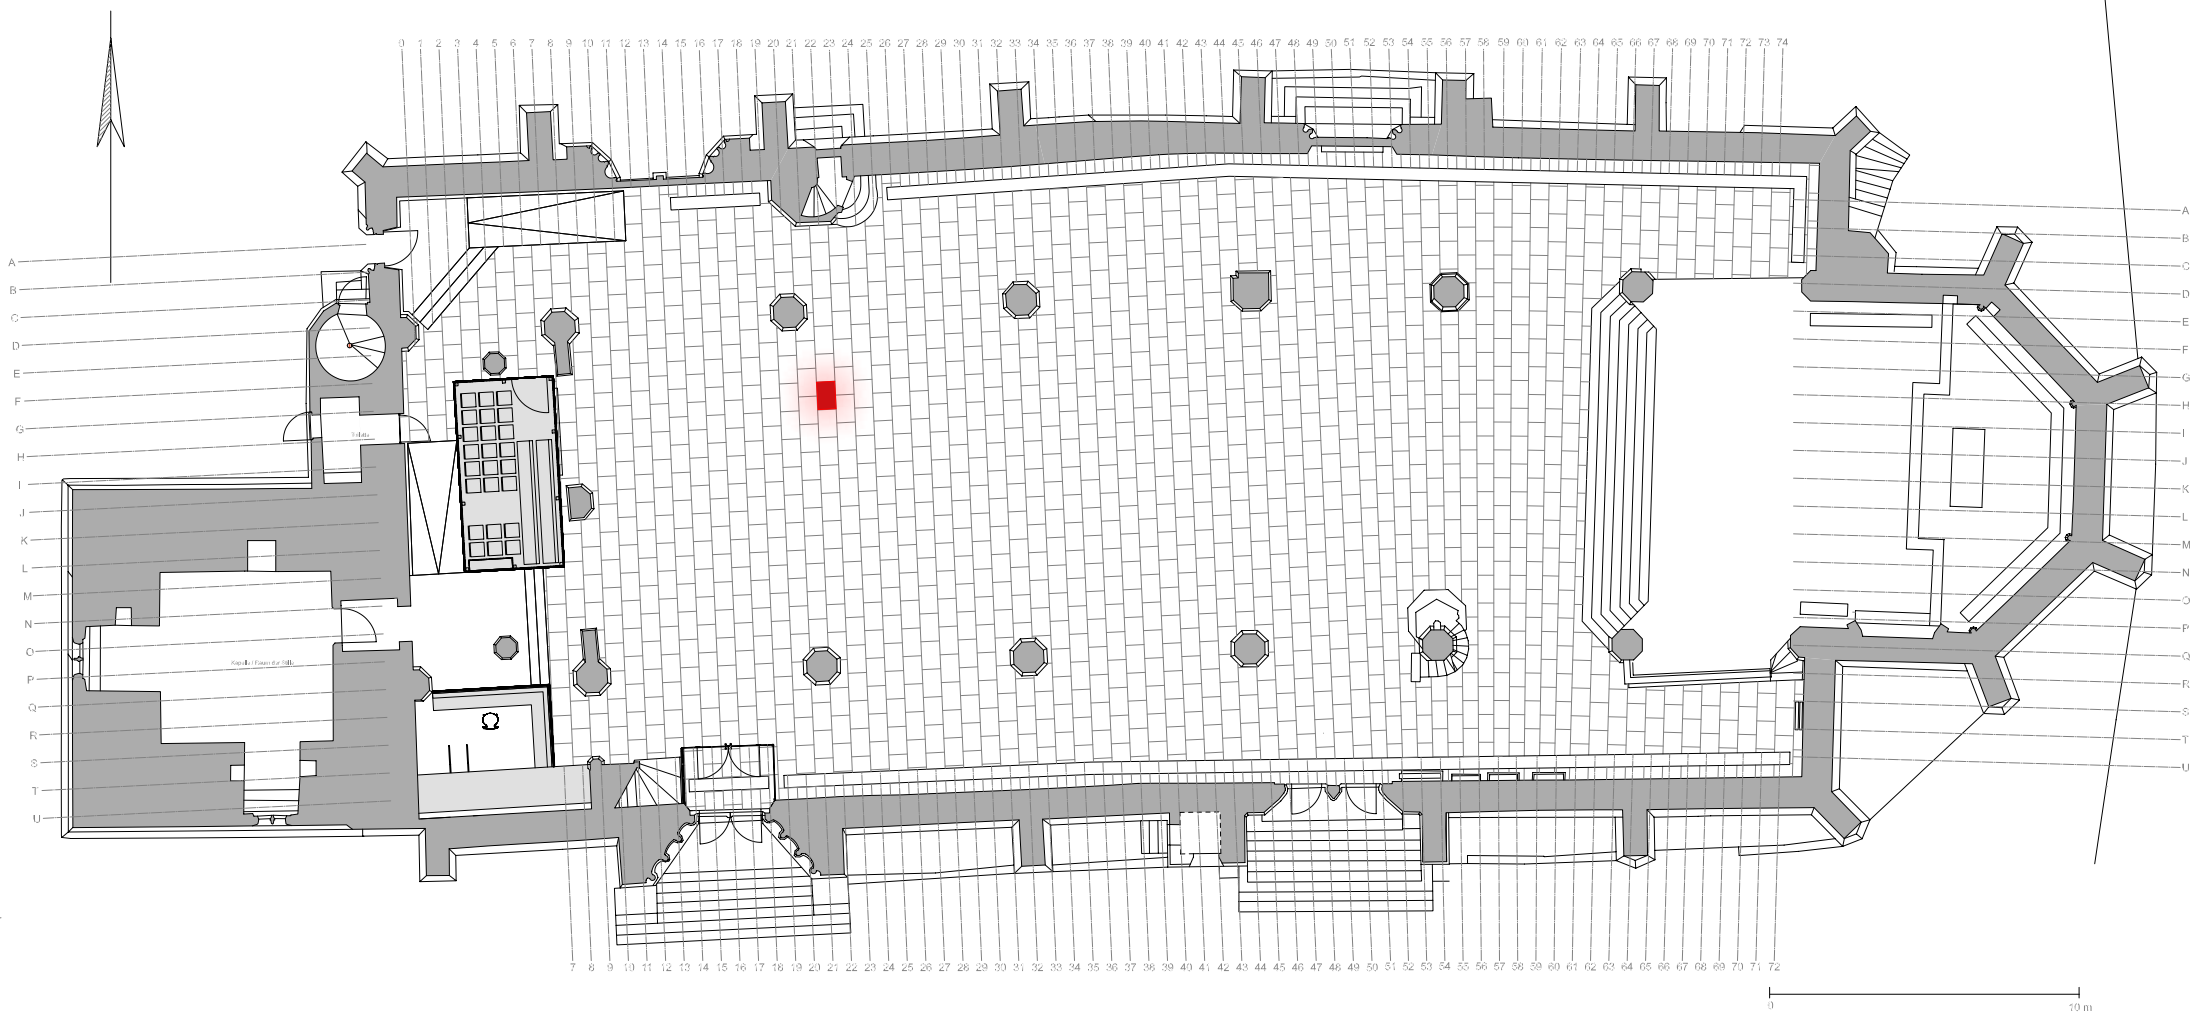 0 1 2 3 4 5 6 7 8 9 10 11 12 13 14 15 16 17 18 19 20 21 22 23 24 25 26 27 28 29 30 31 32 33 34 35 36 37 38 39 40 41 42 43 44 45 46 47 48 49 50 51 52 53 54 55 56 57 58 59 60 61 62 63 64 65 66 67 68 69 70 71 72 73 74
A
B
C
D
E
F
G
H
I
J
K
L
M
N
O
P
Q
R
S
T
U
A
B
C
D
E
F
G
H
I
J
K
L
M
N
O
P
Q
R
S
T
U
7 8 9 10 11 12 13 14 15 16 17 18 19 20 21 22 23 24 25 26 27 28 29 30 31 32 33 34 35 36 37 38 39 40 41 42 43 44 45 46 47 48 49 50 51 52 53 54 55 56 57 58 59 60 61 62 63 64 65 66 67 68 69 70 71 72
0 10 m